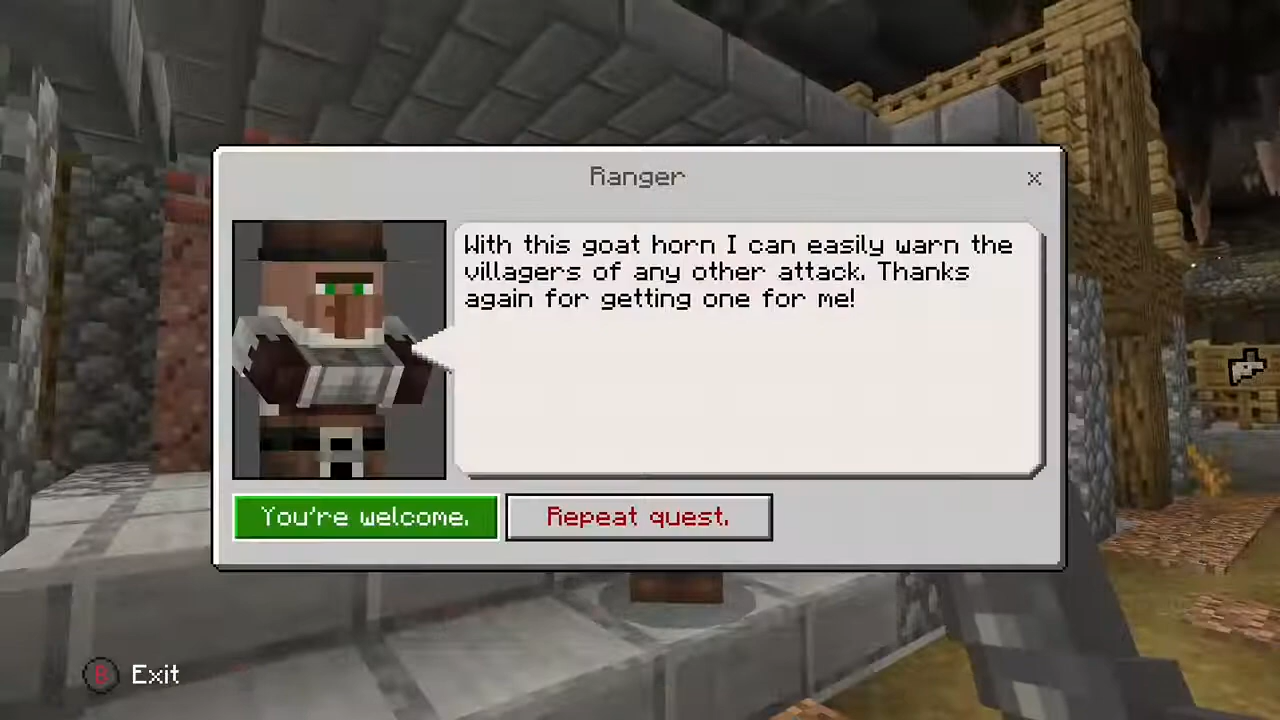 Ranger
With this goat horn I can easily warn the
villagers of any other attack. Thanks
again for getting one for me!
You're welcome.
Repeat quest.
B Exit